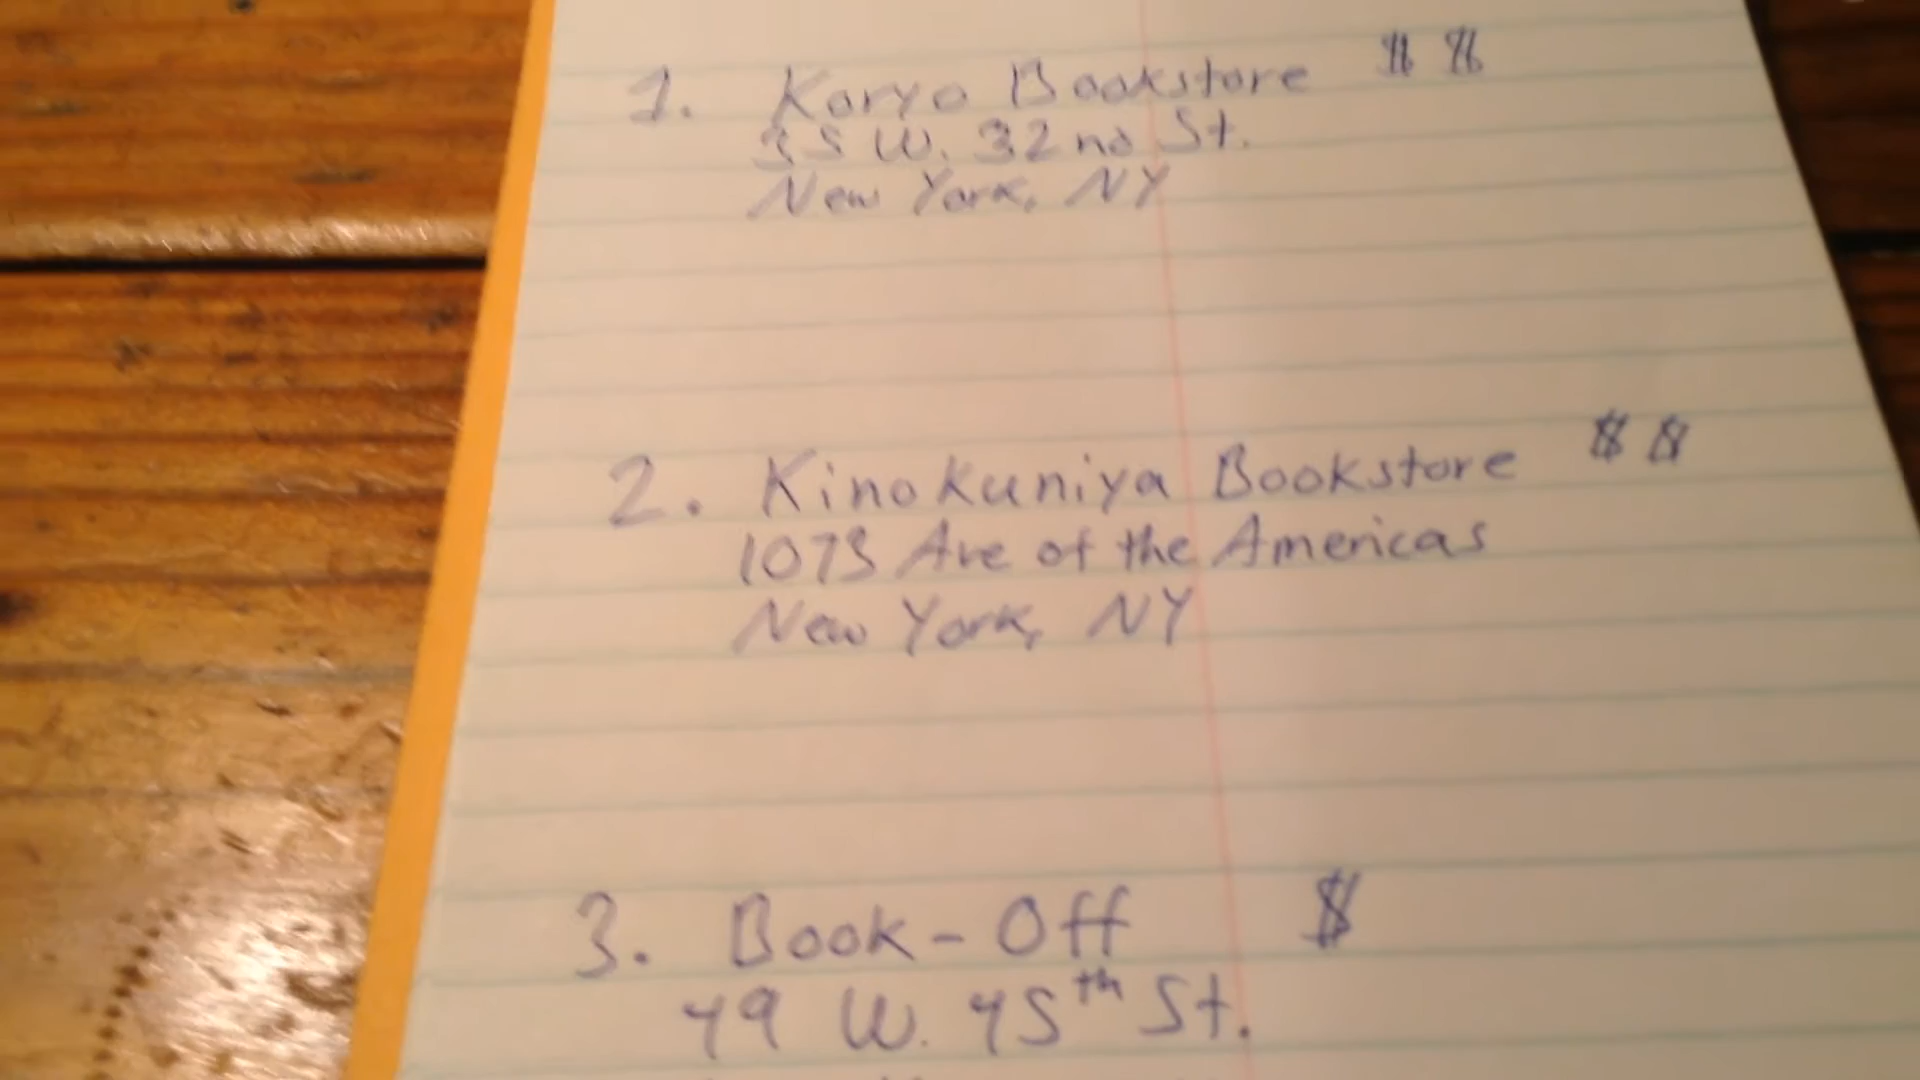 1. Koryo Bookstore $$
35 W. 32nd St.
New York, NY
2. Kinokuniya Bookstore $$
1073 Ave of the Americas
New York, NY
3. Book-Off $
49 W. 45th St.